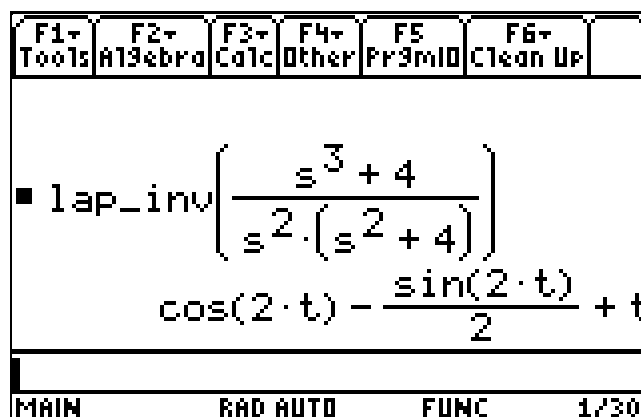 F1▾ F2▾ F3▾ F4▾ F5 F6▾
Tools Algebra Calc Other PrgmIO Clean Up
■ lap_inv((s^3 + 4)/(s^2·(s^2 + 4)))
cos(2·t) - sin(2·t)/2 + t
MAIN RAD AUTO FUNC 1/30